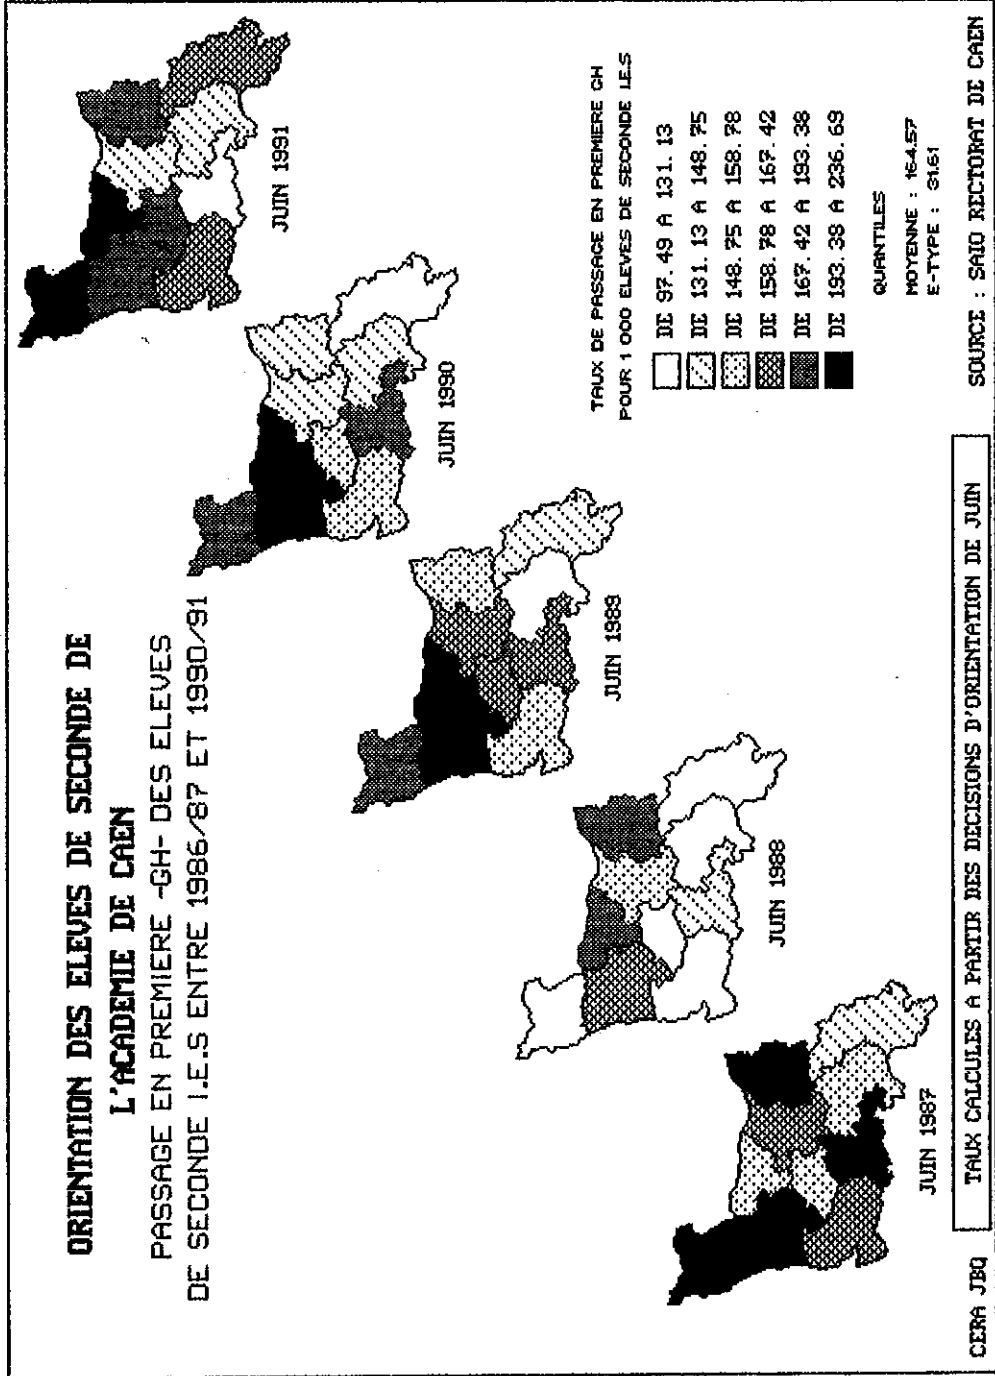 ORIENTATION DES ELEVES DE SECONDE DE
L'ACADEMIE DE CAEN
PASSAGE EN PREMIERE -GH- DES ELEVES
DE SECONDE I.E.S ENTRE 1986/87 ET 1990/91
JUIN 1987
JUIN 1988
JUIN 1989
JUIN 1990
JUIN 1991
TAUX DE PASSAGE EN PREMIERE GH
POUR 1 000 ELEVES DE SECONDE I.E.S
DE 97.49 A 131.13
DE 131.13 A 148.75
DE 148.75 A 158.78
DE 158.78 A 167.42
DE 167.42 A 193.38
DE 193.38 A 236.69
QUANTILES
MOYENNE : 164.57
E-TYPE : 31.61
CERA JBQ
TAUX CALCULES A PARTIR DES DECISIONS D'ORIENTATION DE JUIN
SOURCE : SAIO RECTORAT DE CAEN